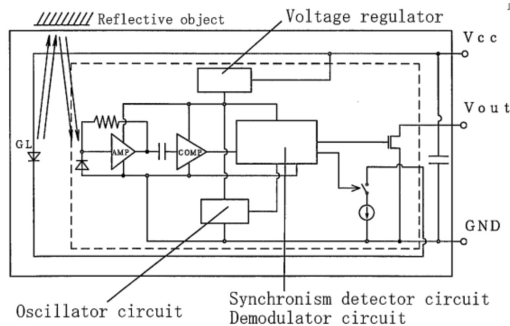 Reflective object
Voltage regulator
Vcc
Vout
GL
AMP
COMP
GND
Oscillator circuit
Synchronism detector circuit
Demodulator circuit